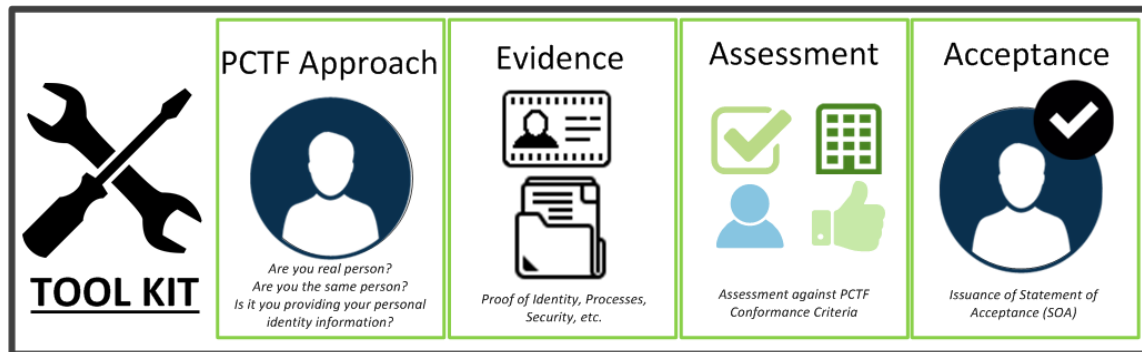 TOOL KIT
PCTF Approach
Are you real person?
Are you the same person?
Is it you providing your personal
identity information?
Evidence
Proof of Identity, Processes,
Security, etc.
Assessment
Assessment against PCTF
Conformance Criteria
Acceptance
Issuance of Statement of
Acceptance (SOA)